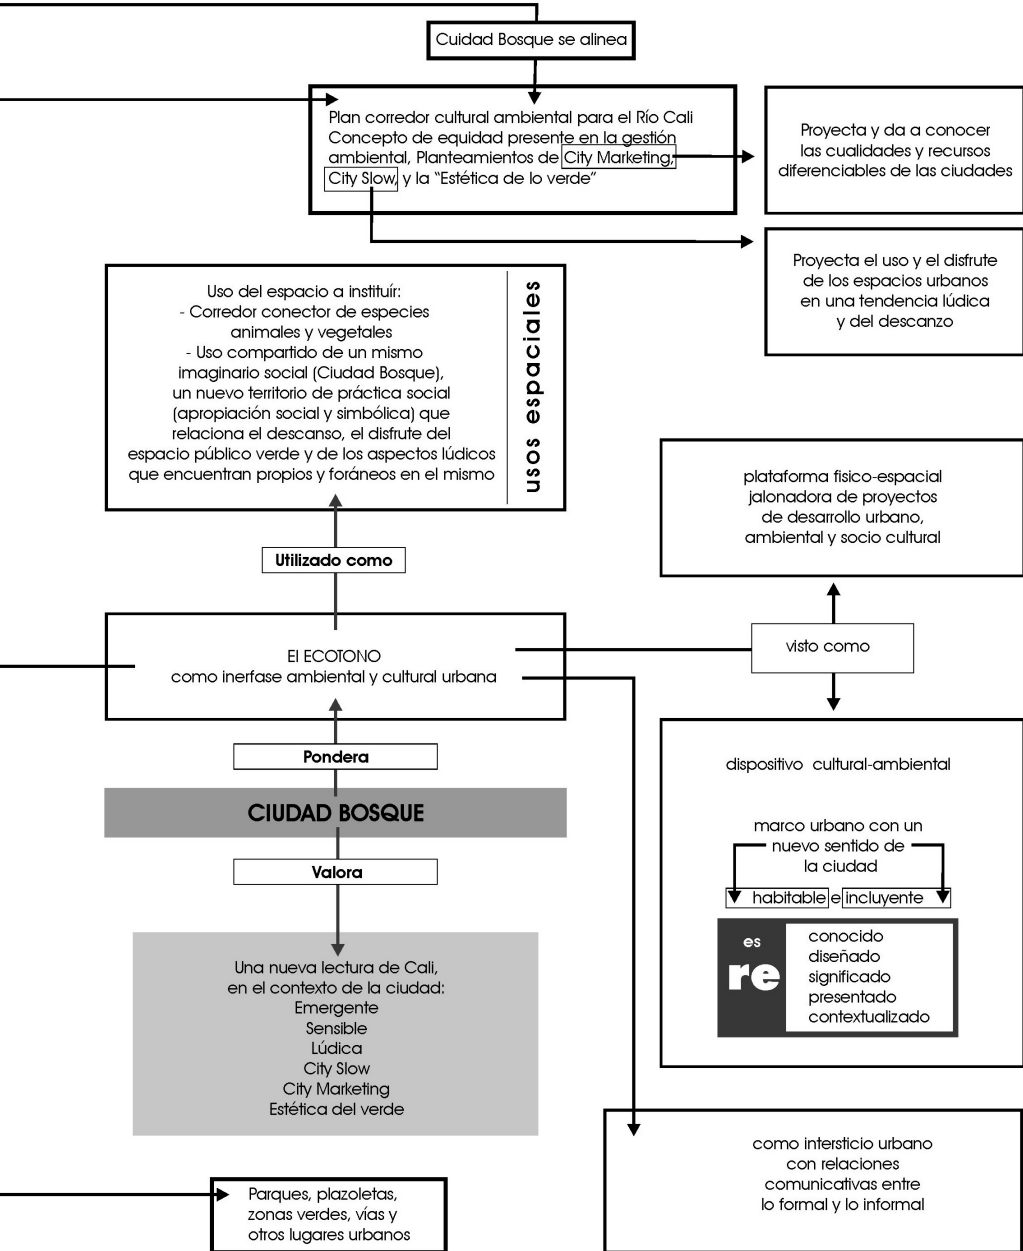 Cuidad Bosque se alinea
Plan corredor cultural ambiental para el Río Cali
Concepto de equidad presente en la gestión
ambiental, Planteamientos de City Marketing,
City Slow, y la “Estética de lo verde”
Proyecta y da a conocer
las cualidades y recursos
diferenciables de las ciudades
Proyecta el uso y el disfrute
de los espacios urbanos
en una tendencia lúdica
y del descanzo
Uso del espacio a instituír:
- Corredor conector de especies
animales y vegetales
- Uso compartido de un mismo
imaginario social (Ciudad Bosque),
un nuevo territorio de práctica social
(apropiación social y simbólica) que
relaciona el descanso, el disfrute del
espacio público verde y de los aspectos lúdicos
que encuentran propios y foráneos en el mismo
usos espaciales
plataforma fisico-espacial
jalonadora de proyectos
de desarrollo urbano,
ambiental y socio cultural
Utilizado como
El ECOTONO
como inerfase ambiental y cultural urbana
visto como
Pondera
CIUDAD BOSQUE
Valora
dispositivo cultural-ambiental
marco urbano con un
nuevo sentido de
la ciudad
habitable e incluyente
es
re
conocido
diseñado
significado
presentado
contextualizado
Una nueva lectura de Cali,
en el contexto de la ciudad:
Emergente
Sensible
Lúdica
City Slow
City Marketing
Estética del verde
como intersticio urbano
con relaciones
comunicativas entre
lo formal y lo informal
Parques, plazoletas,
zonas verdes, vías y
otros lugares urbanos